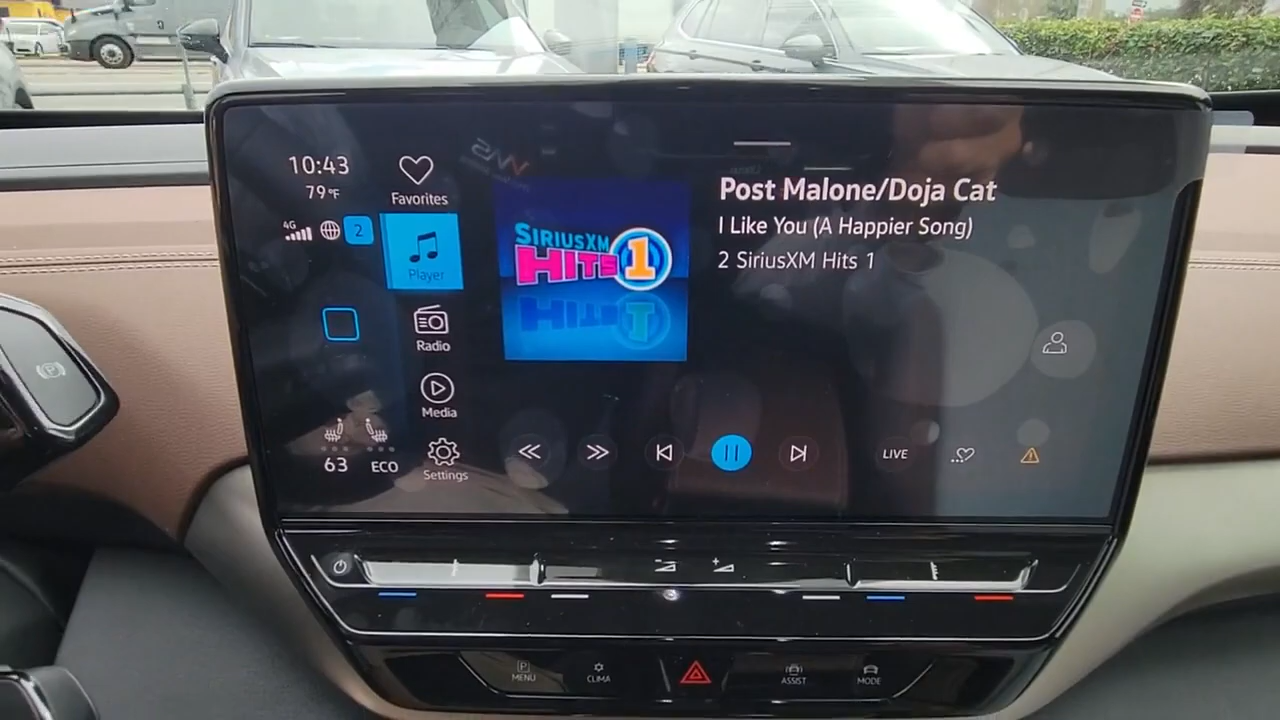 10:43
79°F
4G
2
Favorites
Player
Radio
Media
Settings
63
ECO
SIRIUSXM
HITS 1
Post Malone/Doja Cat
I Like You (A Happier Song)
2 SiriusXM Hits 1
LIVE
P
MENU
CLIMA
ASSIST
MODE